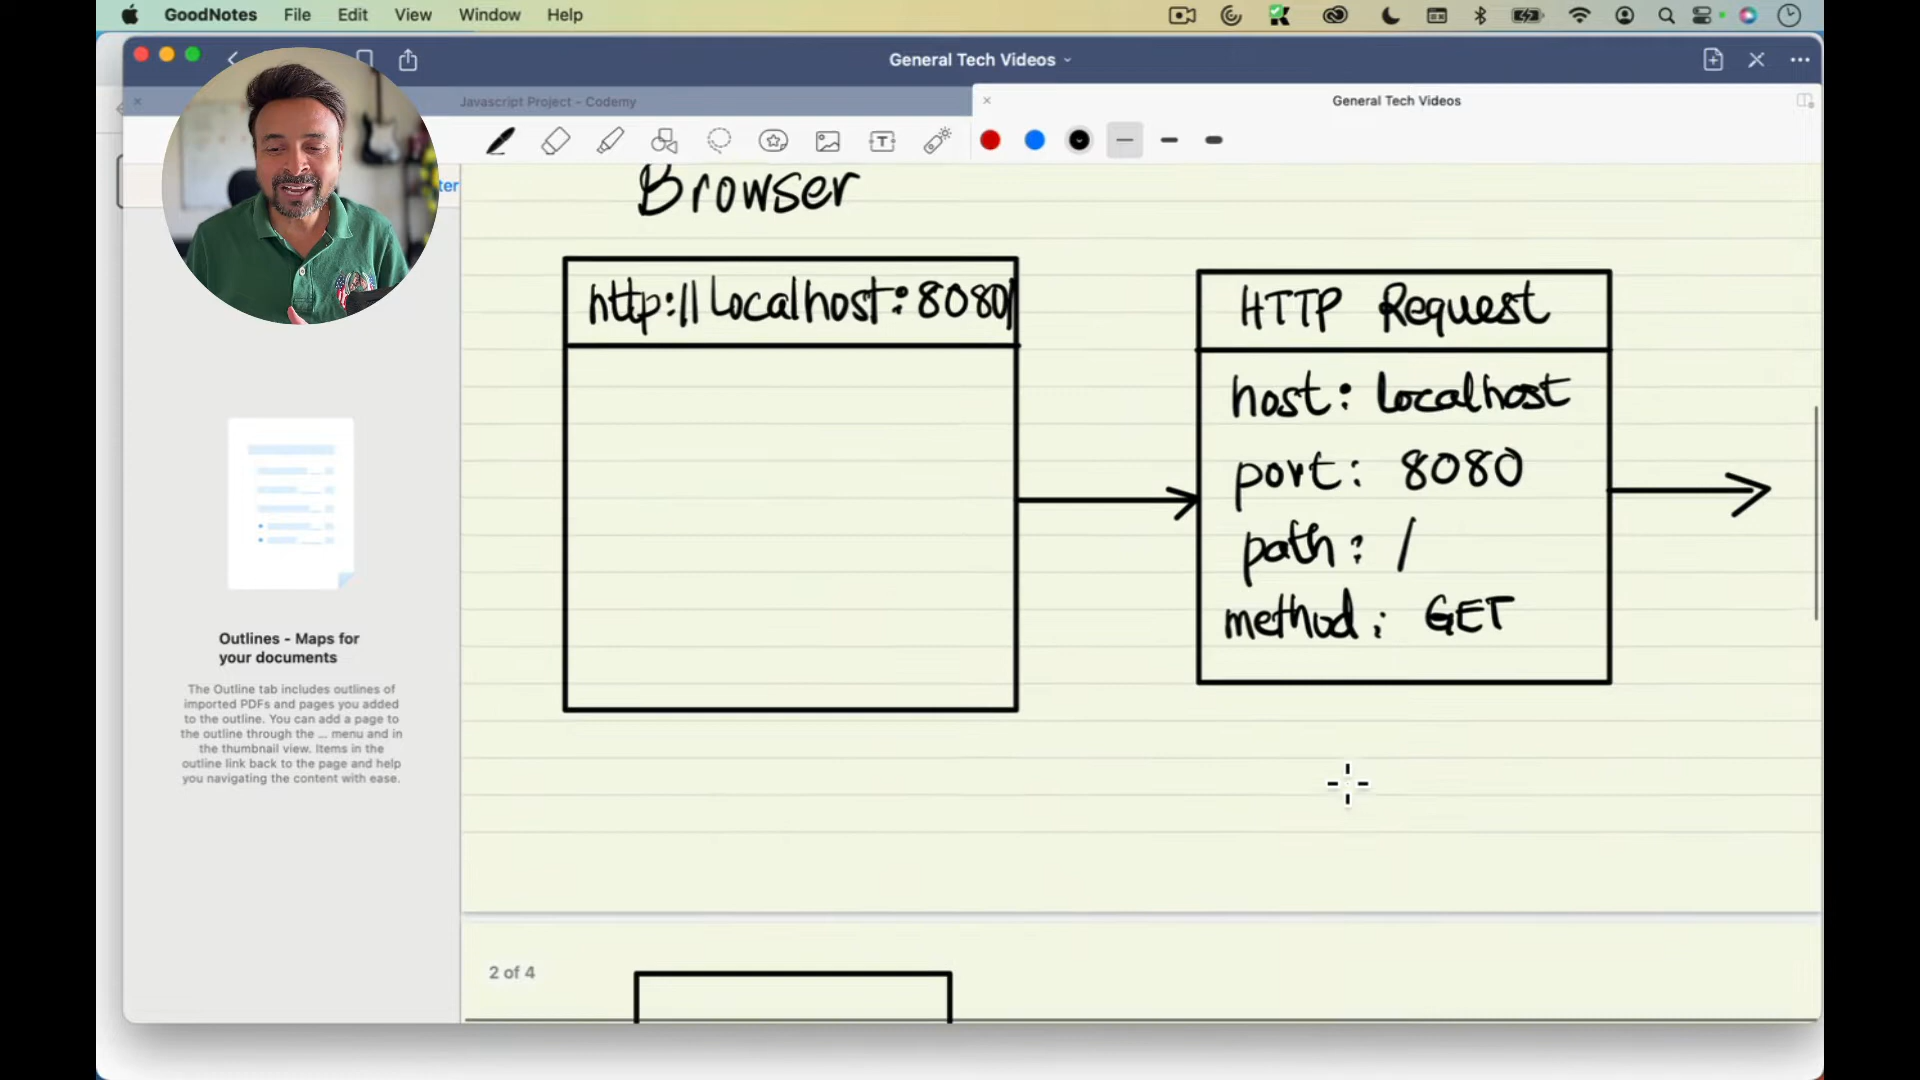 GoodNotes File Edit View Window Help
General Tech Videos
Javascript Project - Codemy
General Tech Videos
ter
Browser
http://localhost:8080/
HTTP Request
host: localhost
port: 8080
path: /
method: GET
Outlines - Maps for
your documents
The Outline tab includes outlines of
imported PDFs and pages you added
to the outline. You can add a page to
the outline through the ... menu and in
the thumbnail view. Items in the
outline link back to the page and help
you navigating the content with ease.
2 of 4